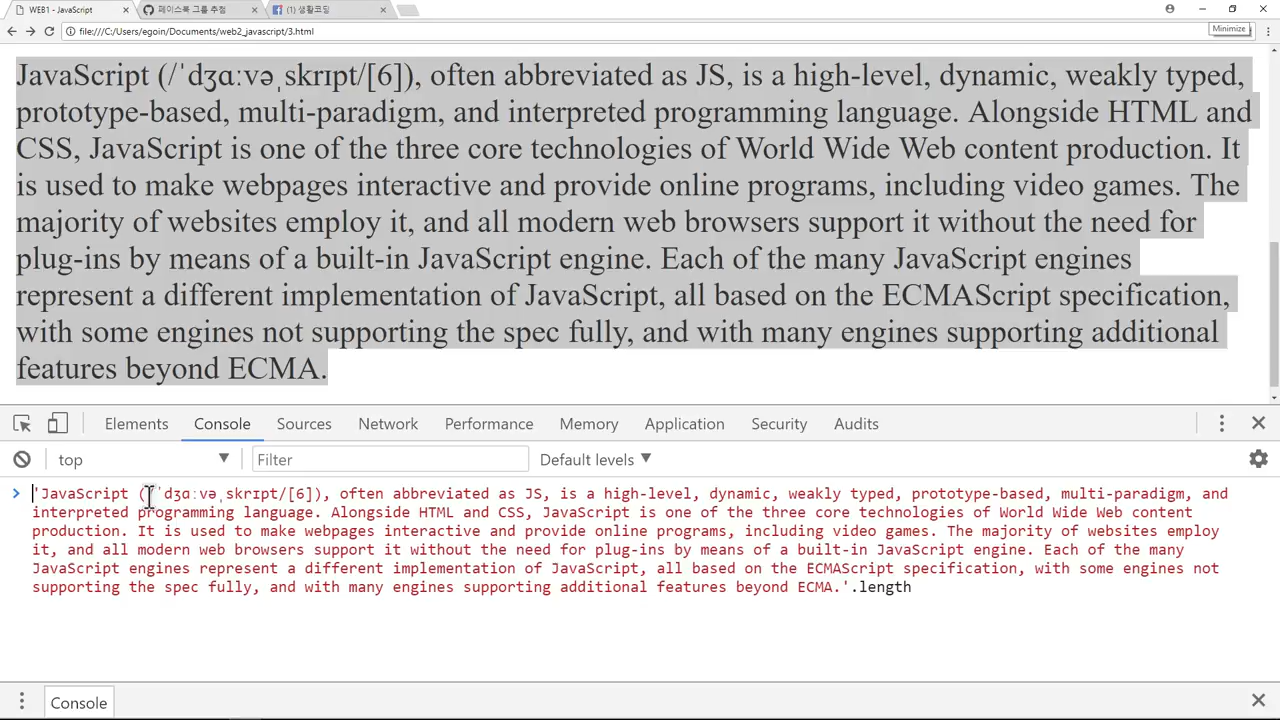 WEB1 - JavaScript
페이스북 그룹 추첨
(1) 생활코딩
file:///C:/Users/egoin/Documents/web2_javascript/3.html
Minimize
JavaScript (/ˈdʒɑːvəˌskrɪpt/[6]), often abbreviated as JS, is a high-level, dynamic, weakly typed,
prototype-based, multi-paradigm, and interpreted programming language. Alongside HTML and
CSS, JavaScript is one of the three core technologies of World Wide Web content production. It
is used to make webpages interactive and provide online programs, including video games. The
majority of websites employ it, and all modern web browsers support it without the need for
plug-ins by means of a built-in JavaScript engine. Each of the many JavaScript engines
represent a different implementation of JavaScript, all based on the ECMAScript specification,
with some engines not supporting the spec fully, and with many engines supporting additional
features beyond ECMA.
Elements Console Sources Network Performance Memory Application Security Audits
top Filter Default levels
'JavaScript (/ˈdʒɑːvəˌskrɪpt/[6]), often abbreviated as JS, is a high-level, dynamic, weakly typed, prototype-based, multi-paradigm, and
interpreted programming language. Alongside HTML and CSS, JavaScript is one of the three core technologies of World Wide Web content
production. It is used to make webpages interactive and provide online programs, including video games. The majority of websites employ
it, and all modern web browsers support it without the need for plug-ins by means of a built-in JavaScript engine. Each of the many
JavaScript engines represent a different implementation of JavaScript, all based on the ECMAScript specification, with some engines not
supporting the spec fully, and with many engines supporting additional features beyond ECMA.'.length
Console